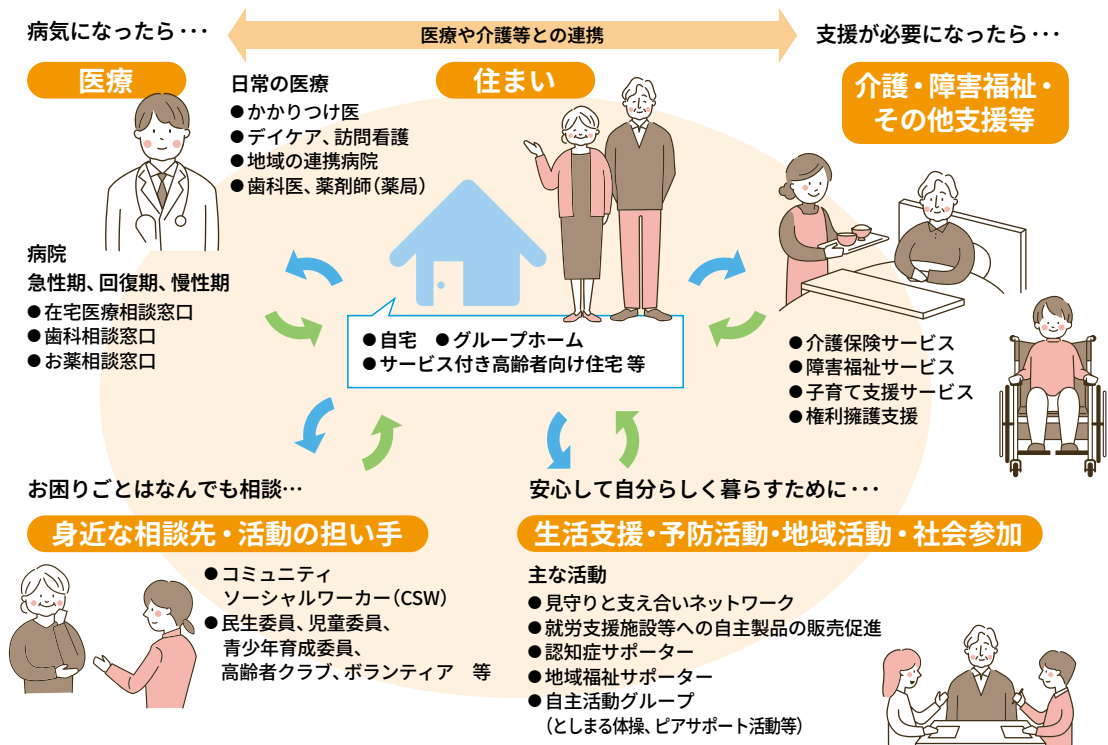 病気になったら・・・
医療や介護等との連携
支援が必要になったら・・・
医療
日常の医療
●かかりつけ医
●デイケア、訪問看護
●地域の連携病院
●歯科医、薬剤師（薬局）
住まい
介護・障害福祉・
その他支援等
病院
急性期、回復期、慢性期
●在宅医療相談窓口
●歯科相談窓口
●お薬相談窓口
●自宅　●グループホーム
●サービス付き高齢者向け住宅 等
●介護保険サービス
●障害福祉サービス
●子育て支援サービス
●権利擁護支援
お困りごとはなんでも相談…
身近な相談先・活動の担い手
●コミュニティ
ソーシャルワーカー（CSW）
●民生委員、児童委員、
青少年育成委員、
高齢者クラブ、ボランティア　等
安心して自分らしく暮らすために・・・
生活支援・予防活動・地域活動・社会参加
主な活動
●見守りと支え合いネットワーク
●就労支援施設等への自主製品の販売促進
●認知症サポーター
●地域福祉サポーター
●自主活動グループ
（としまる体操、ピアサポート活動等）